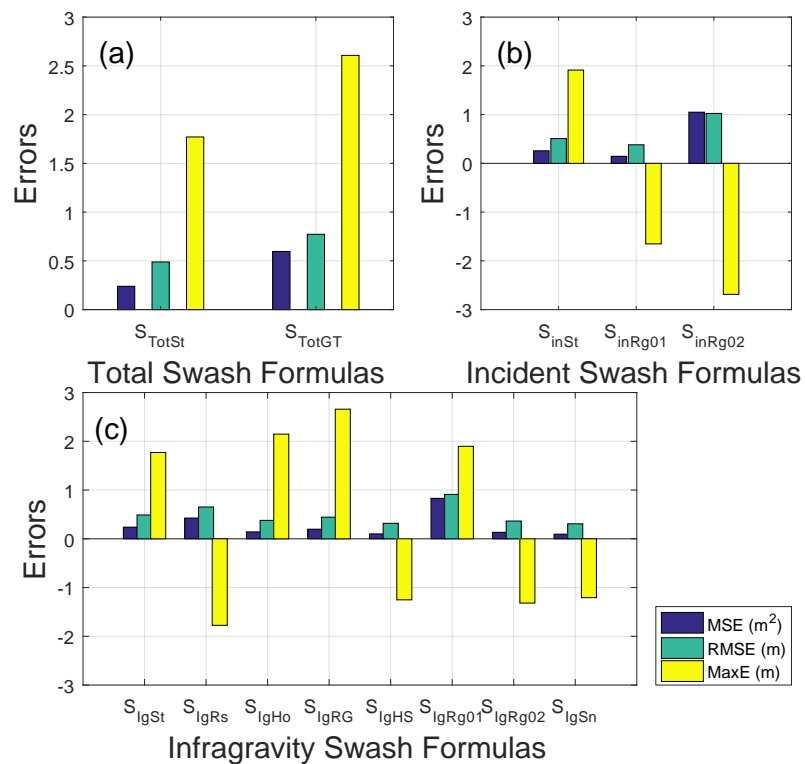 (a)
3
2.5
2
1.5
1
0.5
0
Errors
S_TotSt S_TotGT
Total Swash Formulas
(b)
3
2
1
0
-1
-2
-3
Errors
S_inSt S_inRg01 S_inRg02
Incident Swash Formulas
(c)
3
2
1
0
-1
-2
-3
Errors
S_IgSt S_IgRs S_IgHo S_IgRG S_IgHS S_IgRg01 S_IgRg02 S_IgSn
Infragravity Swash Formulas
MSE (m²)
RMSE (m)
MaxE (m)